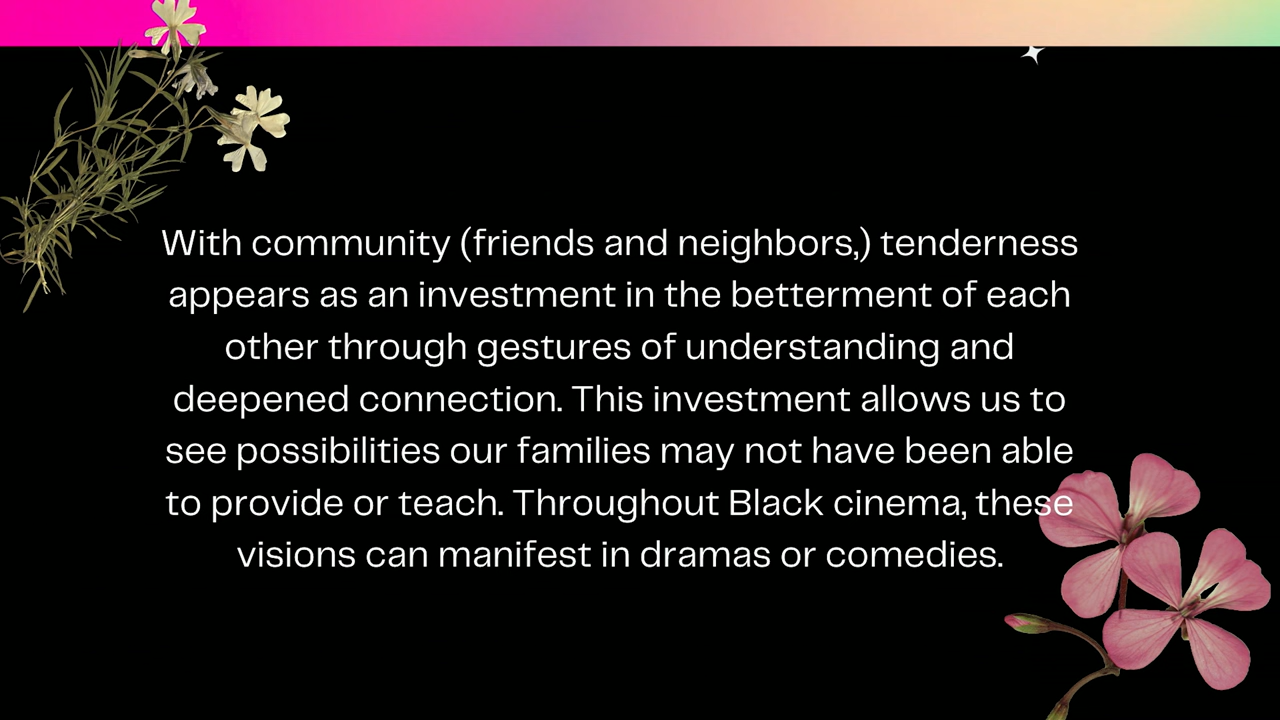 With community (friends and neighbors,) tenderness
appears as an investment in the betterment of each
other through gestures of understanding and
deepened connection. This investment allows us to
see possibilities our families may not have been able
to provide or teach. Throughout Black cinema, these
visions can manifest in dramas or comedies.